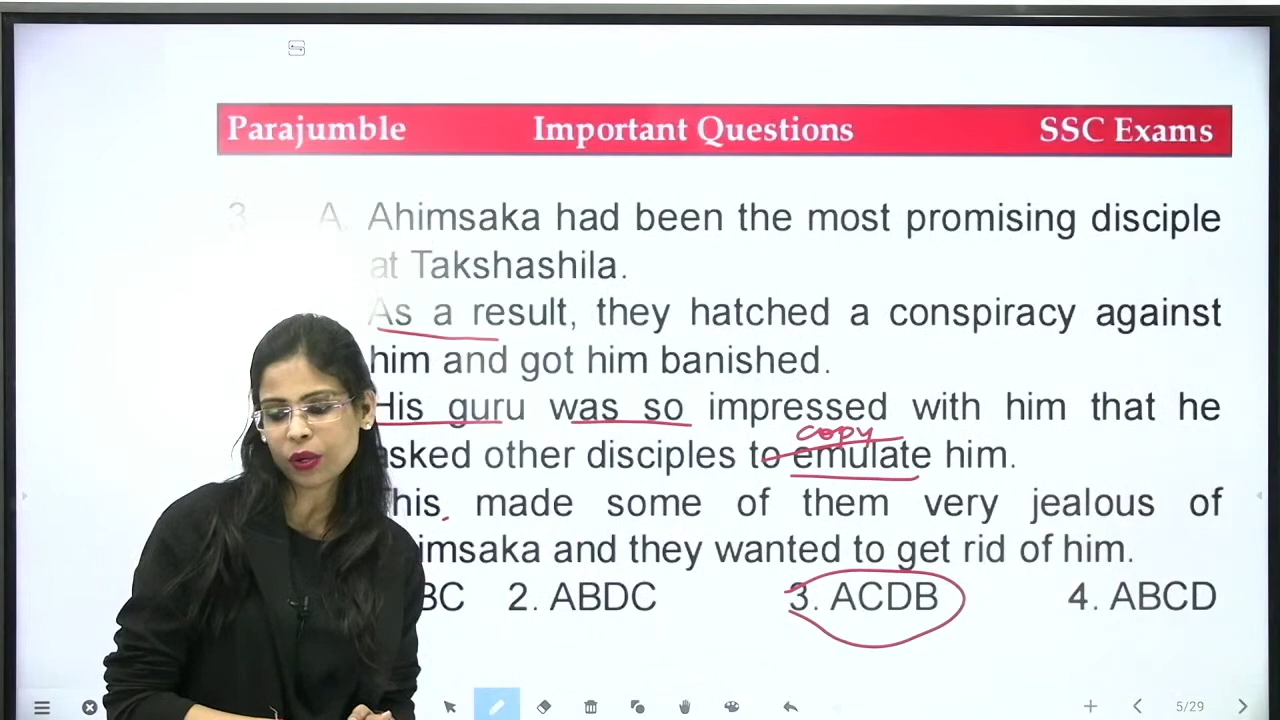 Parajumble Important Questions SSC Exams
3 A. Ahimsaka had been the most promising disciple
at Takshashila.
As a result, they hatched a conspiracy against
him and got him banished.
His guru was so impressed with him that he
copy
asked other disciples to emulate him.
This made some of them very jealous of
and they wanted to get rid of him.
2. ABDC 3. ACDB 4. ABCD
5/29